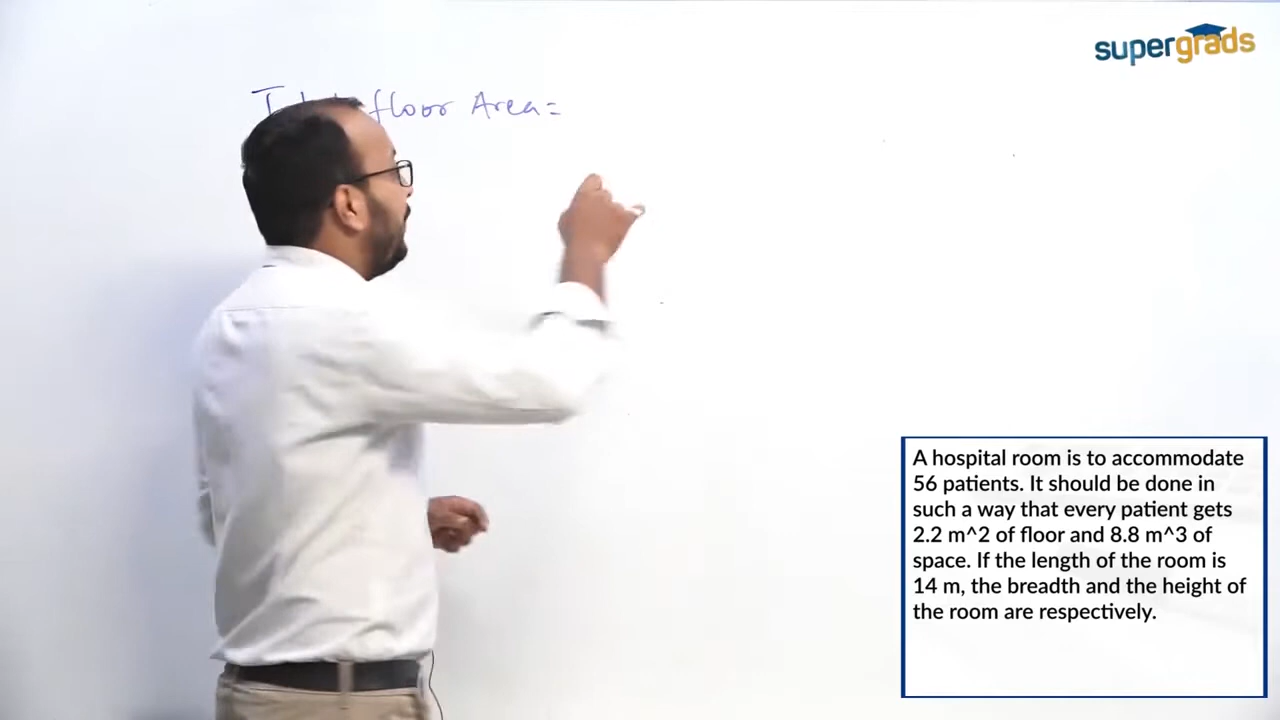 supergrads
floor Area=
A hospital room is to accommodate
56 patients. It should be done in
such a way that every patient gets
2.2 m^2 of floor and 8.8 m^3 of
space. If the length of the room is
14 m, the breadth and the height of
the room are respectively.